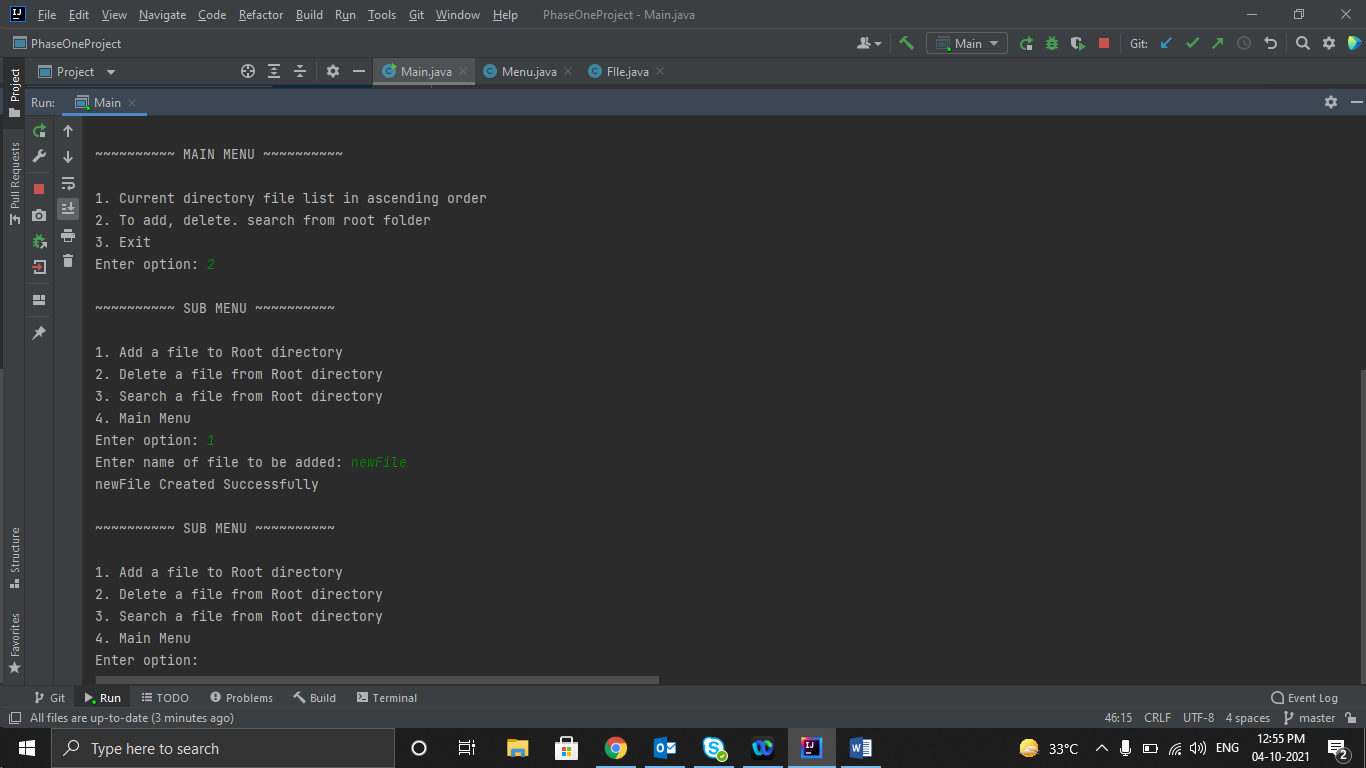 File Edit View Navigate Code Refactor Build Run Tools Git Window Help PhaseOneProject - Main.java
PhaseOneProject Main Git:
Project Main.java Menu.java FIle.java
Run: Main
Project
Pull Requests
Structure
Favorites
~~~~~~~~~~ MAIN MENU ~~~~~~~~~~
1. Current directory file list in ascending order
2. To add, delete. search from root folder
3. Exit
Enter option: 2
~~~~~~~~~~ SUB MENU ~~~~~~~~~~
1. Add a file to Root directory
2. Delete a file from Root directory
3. Search a file from Root directory
4. Main Menu
Enter option: 1
Enter name of file to be added: newFile
newFile Created Successfully
~~~~~~~~~~ SUB MENU ~~~~~~~~~~
1. Add a file to Root directory
2. Delete a file from Root directory
3. Search a file from Root directory
4. Main Menu
Enter option:
Git Run TODO Problems Build Terminal Event Log
All files are up-to-date (3 minutes ago) 46:15 CRLF UTF-8 4 spaces master
Type here to search 33°C ENG 12:55 PM
04-10-2021 2